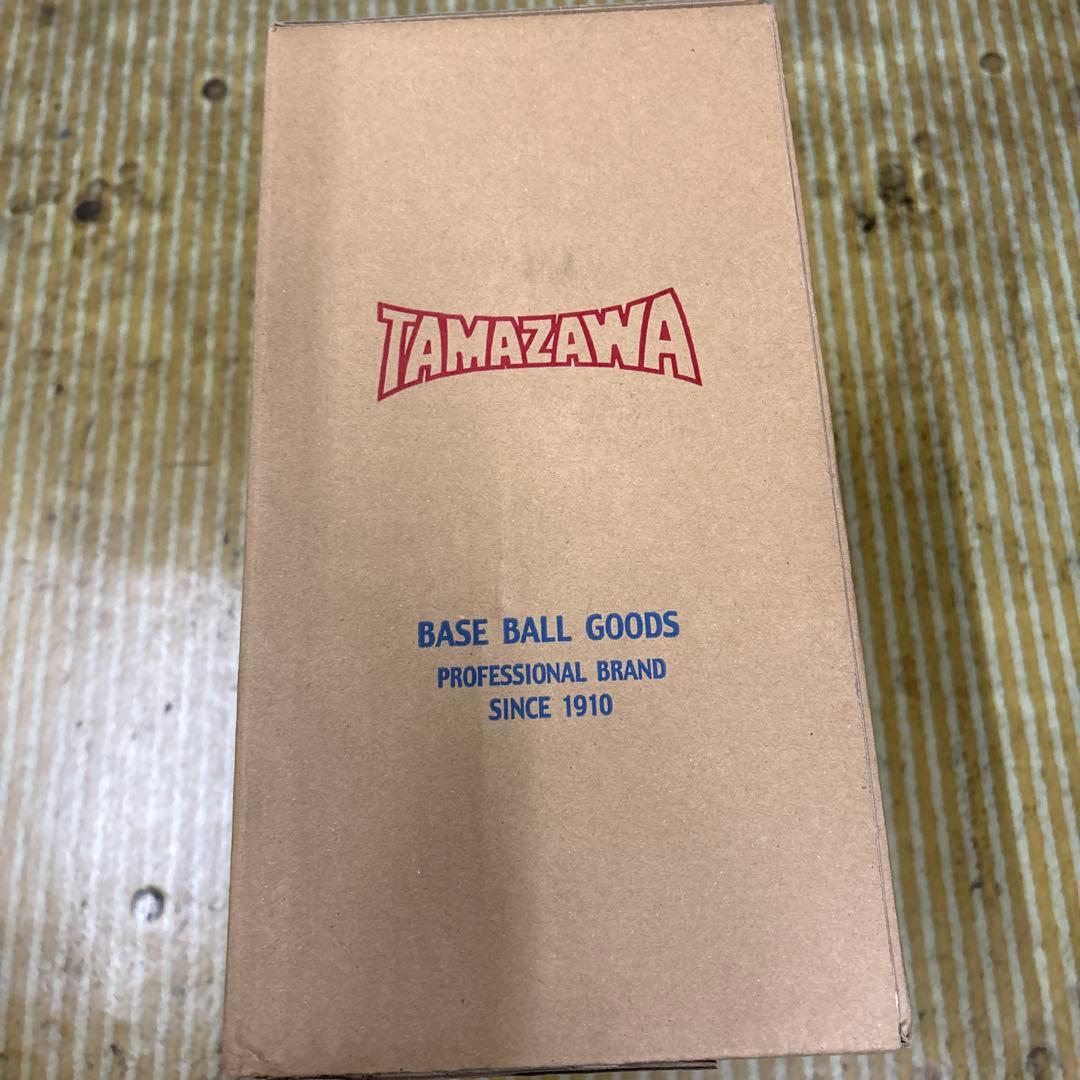 TAMAZAWA
BASE BALL GOODS
PROFESSIONAL BRAND
SINCE 1910